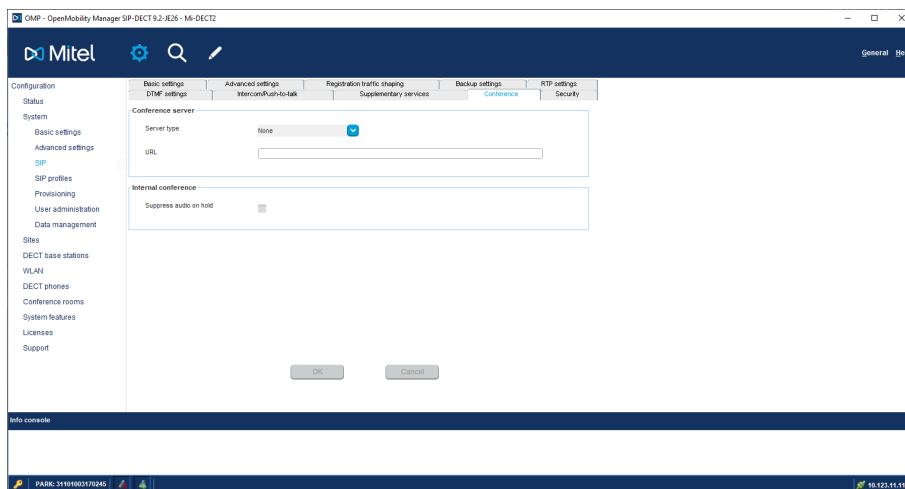 OMP - OpenMobility Manager SIP-DECT 9.2-JE26 - Mi-DECT2
Mitel
General
Configuration
Status
System
Basic settings
Advanced settings
SIP
SIP profiles
Provisioning
User administration
Data management
Sites
DECT base stations
WLAN
DECT phones
Conference rooms
System features
Licenses
Support
Basic settings Advanced settings Registration traffic shaping Backup settings RTP settings
DTMF settings Intercom/Push-to-talk Supplementary services Conference Security
Conference server
Server type None
URL
Internal conference
Suppress audio on hold
OK Cancel
Info console
PARK: 31101003170245
10.123.11.11